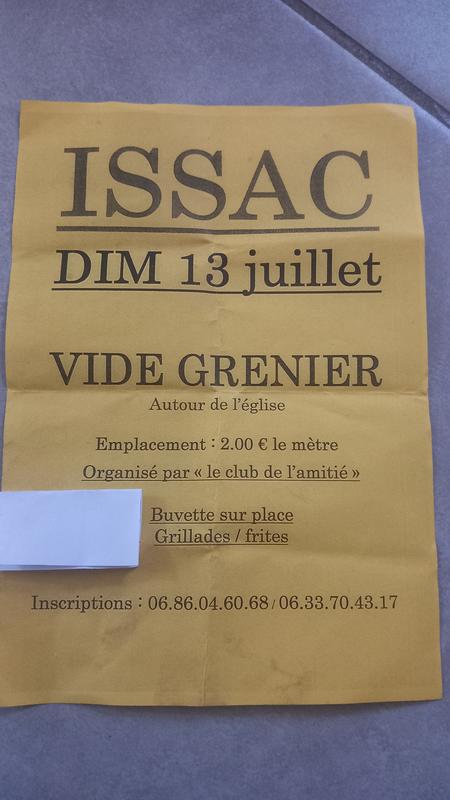 ISSAC
DIM 13 juillet
VIDE GRENIER
Autour de l'église
Emplacement : 2.00 € le mètre
Organisé par « le club de l'amitié »
Buvette sur place
Grillades / frites
Inscriptions : 06.86.04.60.68 / 06.33.70.43.17